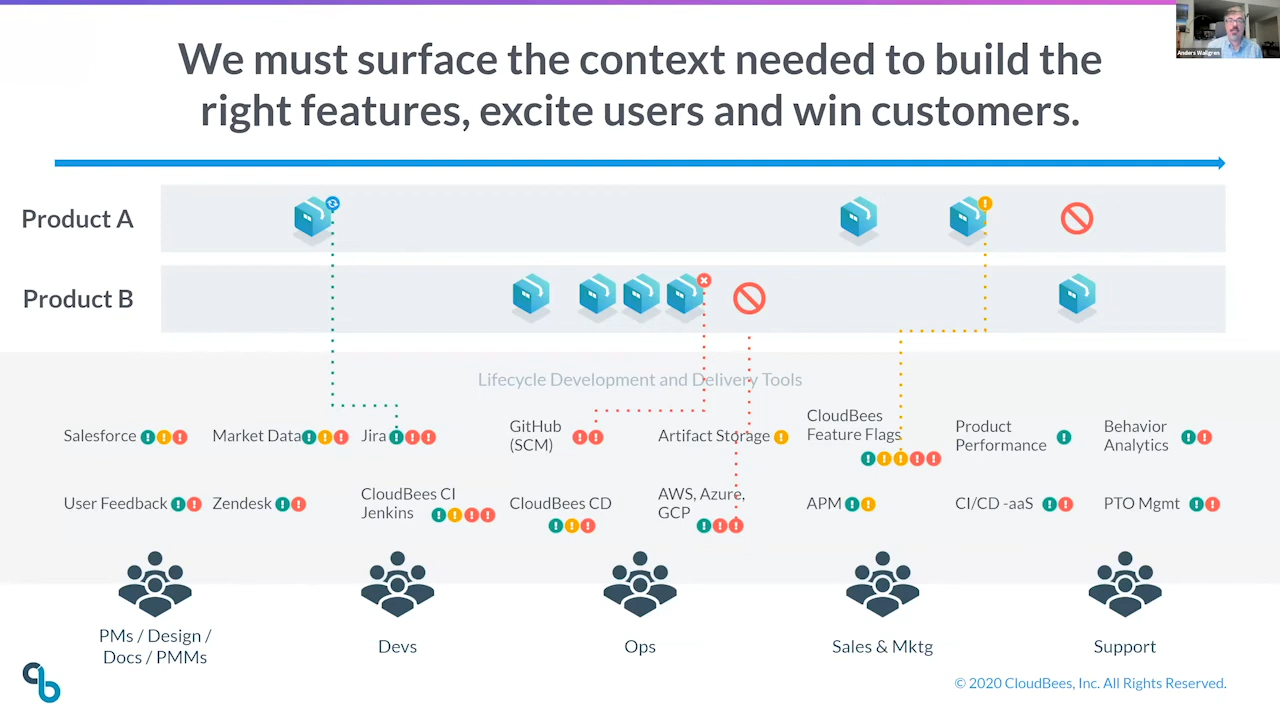 We must surface the context needed to build the
right features, excite users and win customers.
Anders Wallgren
Product A
Product B
Lifecycle Development and Delivery Tools
Salesforce
Market Data
Jira
GitHub
(SCM)
Artifact Storage
CloudBees
Feature Flags
Product
Performance
Behavior
Analytics
User Feedback
Zendesk
CloudBees CI
Jenkins
CloudBees CD
AWS, Azure,
GCP
APM
CI/CD -aaS
PTO Mgmt
PMs / Design /
Docs / PMMs
Devs
Ops
Sales & Mktg
Support
© 2020 CloudBees, Inc. All Rights Reserved.